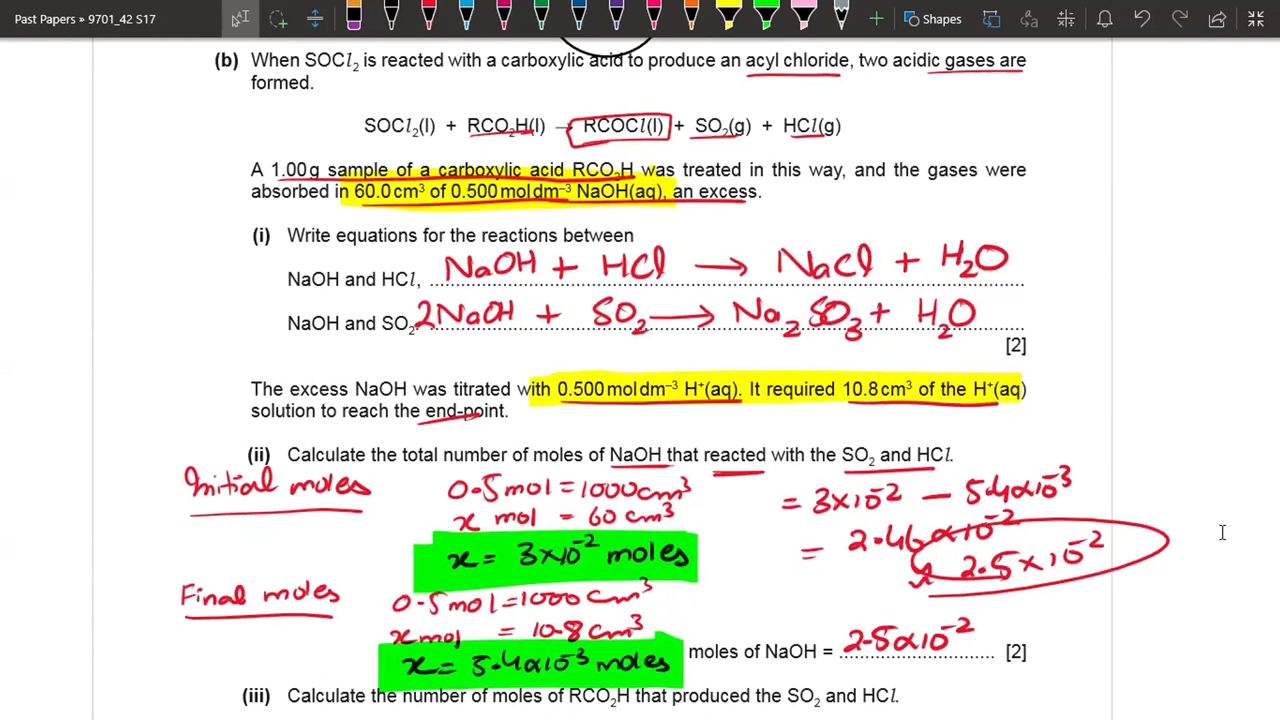 Past Papers » 9701_42 S17
Shapes
(b) When SOCl₂ is reacted with a carboxylic acid to produce an acyl chloride, two acidic gases are
formed.
SOCl₂(l) + RCO₂H(l) → RCOCl(l) + SO₂(g) + HCl(g)
A 1.00 g sample of a carboxylic acid RCO₂H was treated in this way, and the gases were
absorbed in 60.0 cm³ of 0.500 mol dm⁻³ NaOH(aq), an excess.
(i) Write equations for the reactions between
NaOH and HCl, NaOH + HCl → NaCl + H₂O
NaOH and SO₂. 2NaOH + SO₂ → Na₂SO₃ + H₂O
[2]
The excess NaOH was titrated with 0.500 mol dm⁻³ H⁺(aq). It required 10.8 cm³ of the H⁺(aq)
solution to reach the end-point.
(ii) Calculate the total number of moles of NaOH that reacted with the SO₂ and HCl.
Initial moles
0.5 mol = 1000 cm³
x mol = 60 cm³
x = 3×10⁻² moles
Final moles
0.5 mol = 1000 cm³
x mol = 10.8 cm³
x = 5.4×10⁻³ moles
= 3×10⁻² − 5.4×10⁻³
= 2.46×10⁻²
2.5×10⁻²
moles of NaOH = 2.5×10⁻² [2]
(iii) Calculate the number of moles of RCO₂H that produced the SO₂ and HCl.